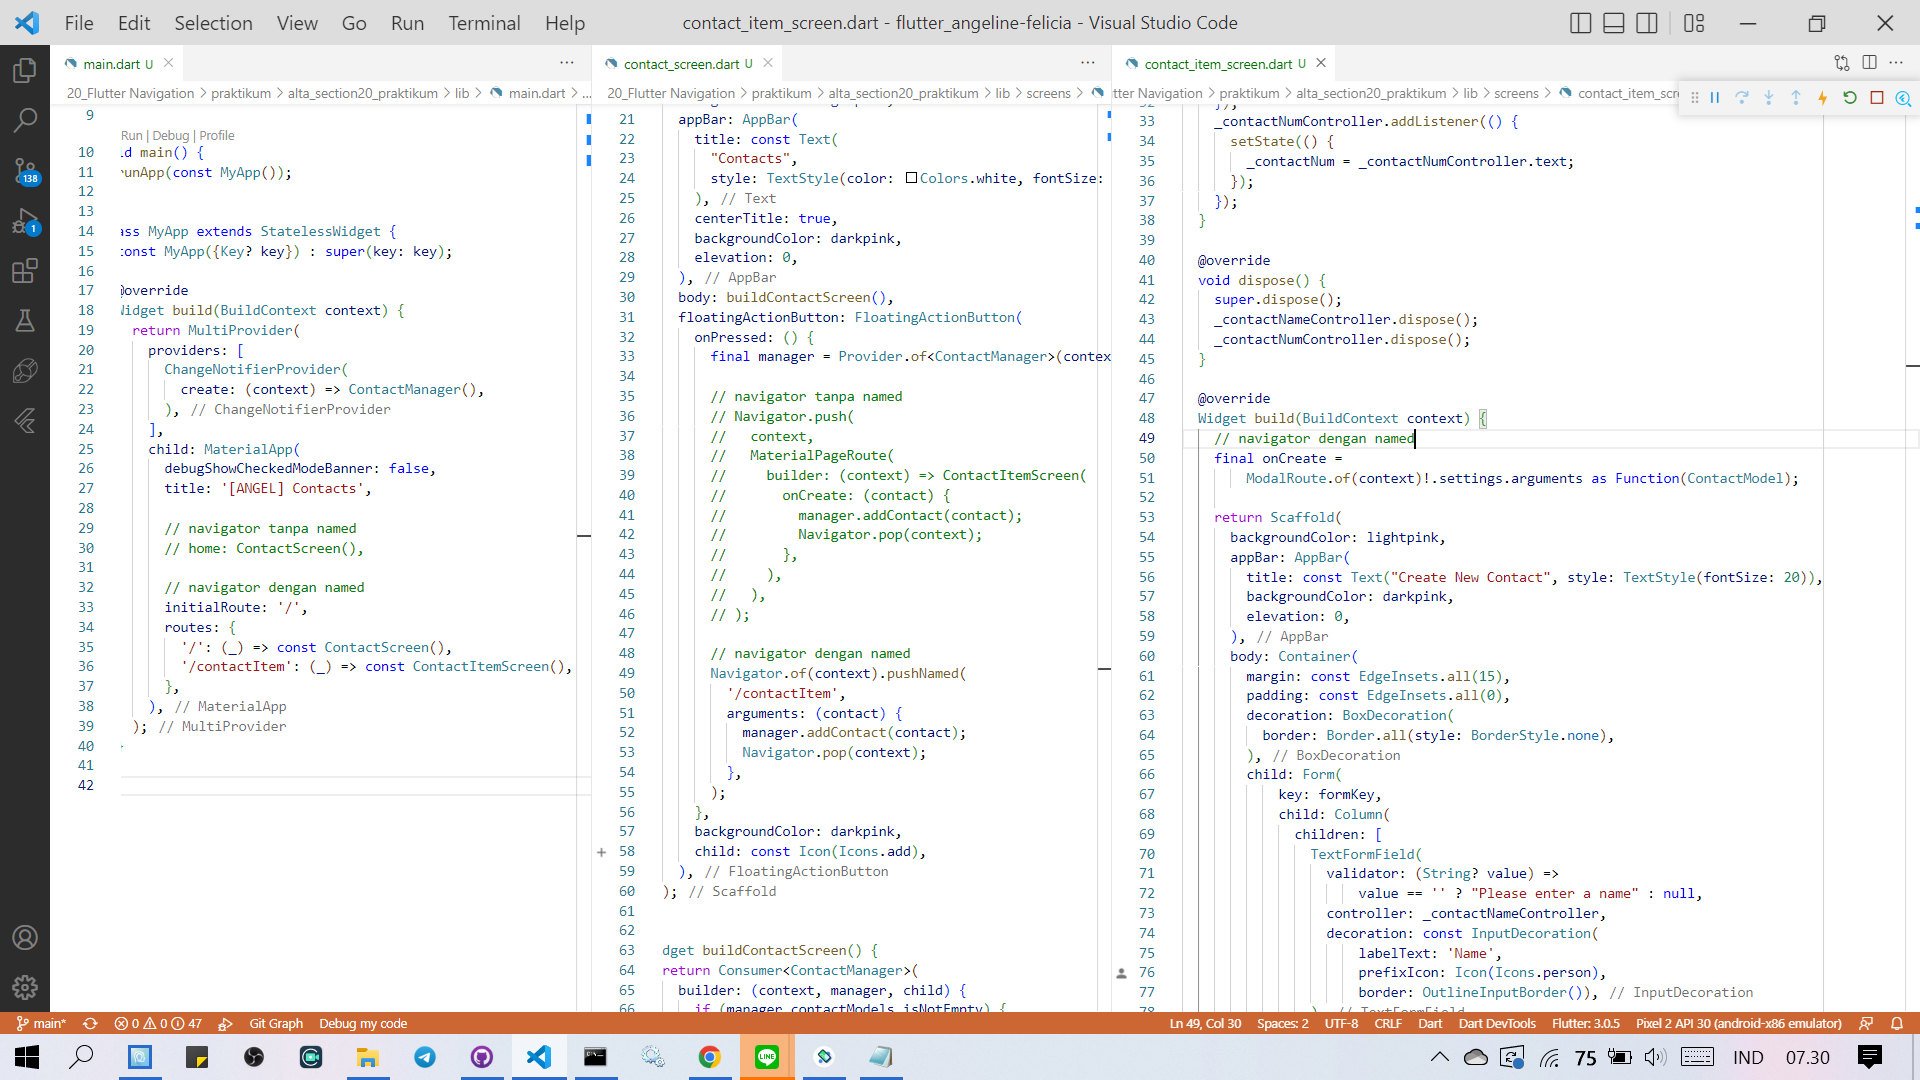 File Edit Selection View Go Run Terminal Help contact_item_screen.dart - flutter_angeline-felicia - Visual Studio Code
main.dart U
20_Flutter Navigation > praktikum > alta_section20_praktikum > lib > main.dart > ...
9
Run | Debug | Profile
10 id main() {
11 runApp(const MyApp());
12
13
14 ass MyApp extends StatelessWidget {
15 const MyApp({Key? key}) : super(key: key);
16
17 @override
18 Widget build(BuildContext context) {
19 return MultiProvider(
20 providers: [
21 ChangeNotifierProvider(
22 create: (context) => ContactManager(),
23 ), // ChangeNotifierProvider
24 ],
25 child: MaterialApp(
26 debugShowCheckedModeBanner: false,
27 title: '[ANGEL] Contacts',
28
29 // navigator tanpa named
30 // home: ContactScreen(),
31
32 // navigator dengan named
33 initialRoute: '/',
34 routes: {
35 '/': (_) => const ContactScreen(),
36 '/contactItem': (_) => const ContactItemScreen(),
37 },
38 ), // MaterialApp
39 ); // MultiProvider
40
41
42
contact_screen.dart U
20_Flutter Navigation > praktikum > alta_section20_praktikum > lib > screens >
21 appBar: AppBar(
22 title: const Text(
23 "Contacts",
24 style: TextStyle(color: Colors.white, fontSize:
25 ), // Text
26 centerTitle: true,
27 backgroundColor: darkpink,
28 elevation: 0,
29 ), // AppBar
30 body: buildContactScreen(),
31 floatingActionButton: FloatingActionButton(
32 onPressed: () {
33 final manager = Provider.of<ContactManager>(contex
34
35 // navigator tanpa named
36 // Navigator.push(
37 // context,
38 // MaterialPageRoute(
39 // builder: (context) => ContactItemScreen(
40 // onCreate: (contact) {
41 // manager.addContact(contact);
42 // Navigator.pop(context);
43 // },
44 // ),
45 // ),
46 // );
47
48 // navigator dengan named
49 Navigator.of(context).pushNamed(
50 '/contactItem',
51 arguments: (contact) {
52 manager.addContact(contact);
53 Navigator.pop(context);
54 },
55 );
56 },
57 backgroundColor: darkpink,
58 child: const Icon(Icons.add),
59 ), // FloatingActionButton
60 ); // Scaffold
61
62
63 dget buildContactScreen() {
64 return Consumer<ContactManager>(
65 builder: (context, manager, child) {
66 if (manager.contactModels.isNotEmpty) {
contact_item_screen.dart U
tter Navigation > praktikum > alta_section20_praktikum > lib > screens > contact_item_scr
32 });
33 _contactNumController.addListener(() {
34 setState(() {
35 _contactNum = _contactNumController.text;
36 });
37 });
38 }
39
40 @override
41 void dispose() {
42 super.dispose();
43 _contactNameController.dispose();
44 _contactNumController.dispose();
45 }
46
47 @override
48 Widget build(BuildContext context) {
49 // navigator dengan named
50 final onCreate =
51 ModalRoute.of(context)!.settings.arguments as Function(ContactModel);
52
53 return Scaffold(
54 backgroundColor: lightpink,
55 appBar: AppBar(
56 title: const Text("Create New Contact", style: TextStyle(fontSize: 20)),
57 backgroundColor: darkpink,
58 elevation: 0,
59 ), // AppBar
60 body: Container(
61 margin: const EdgeInsets.all(15),
62 padding: const EdgeInsets.all(0),
63 decoration: BoxDecoration(
64 border: Border.all(style: BorderStyle.none),
65 ), // BoxDecoration
66 child: Form(
67 key: formKey,
68 child: Column(
69 children: [
70 TextFormField(
71 validator: (String? value) =>
72 value == '' ? "Please enter a name" : null,
73 controller: _contactNameController,
74 decoration: const InputDecoration(
75 labelText: 'Name',
76 prefixIcon: Icon(Icons.person),
77 border: OutlineInputBorder()), // InputDecoration
78 ), // TextFormField
138
1
main* 0 0 47 Git Graph Debug my code Ln 49, Col 30 Spaces: 2 UTF-8 CRLF Dart Dart DevTools Flutter: 3.0.5 Pixel 2 API 30 (android-x86 emulator)
75 IND 07.30